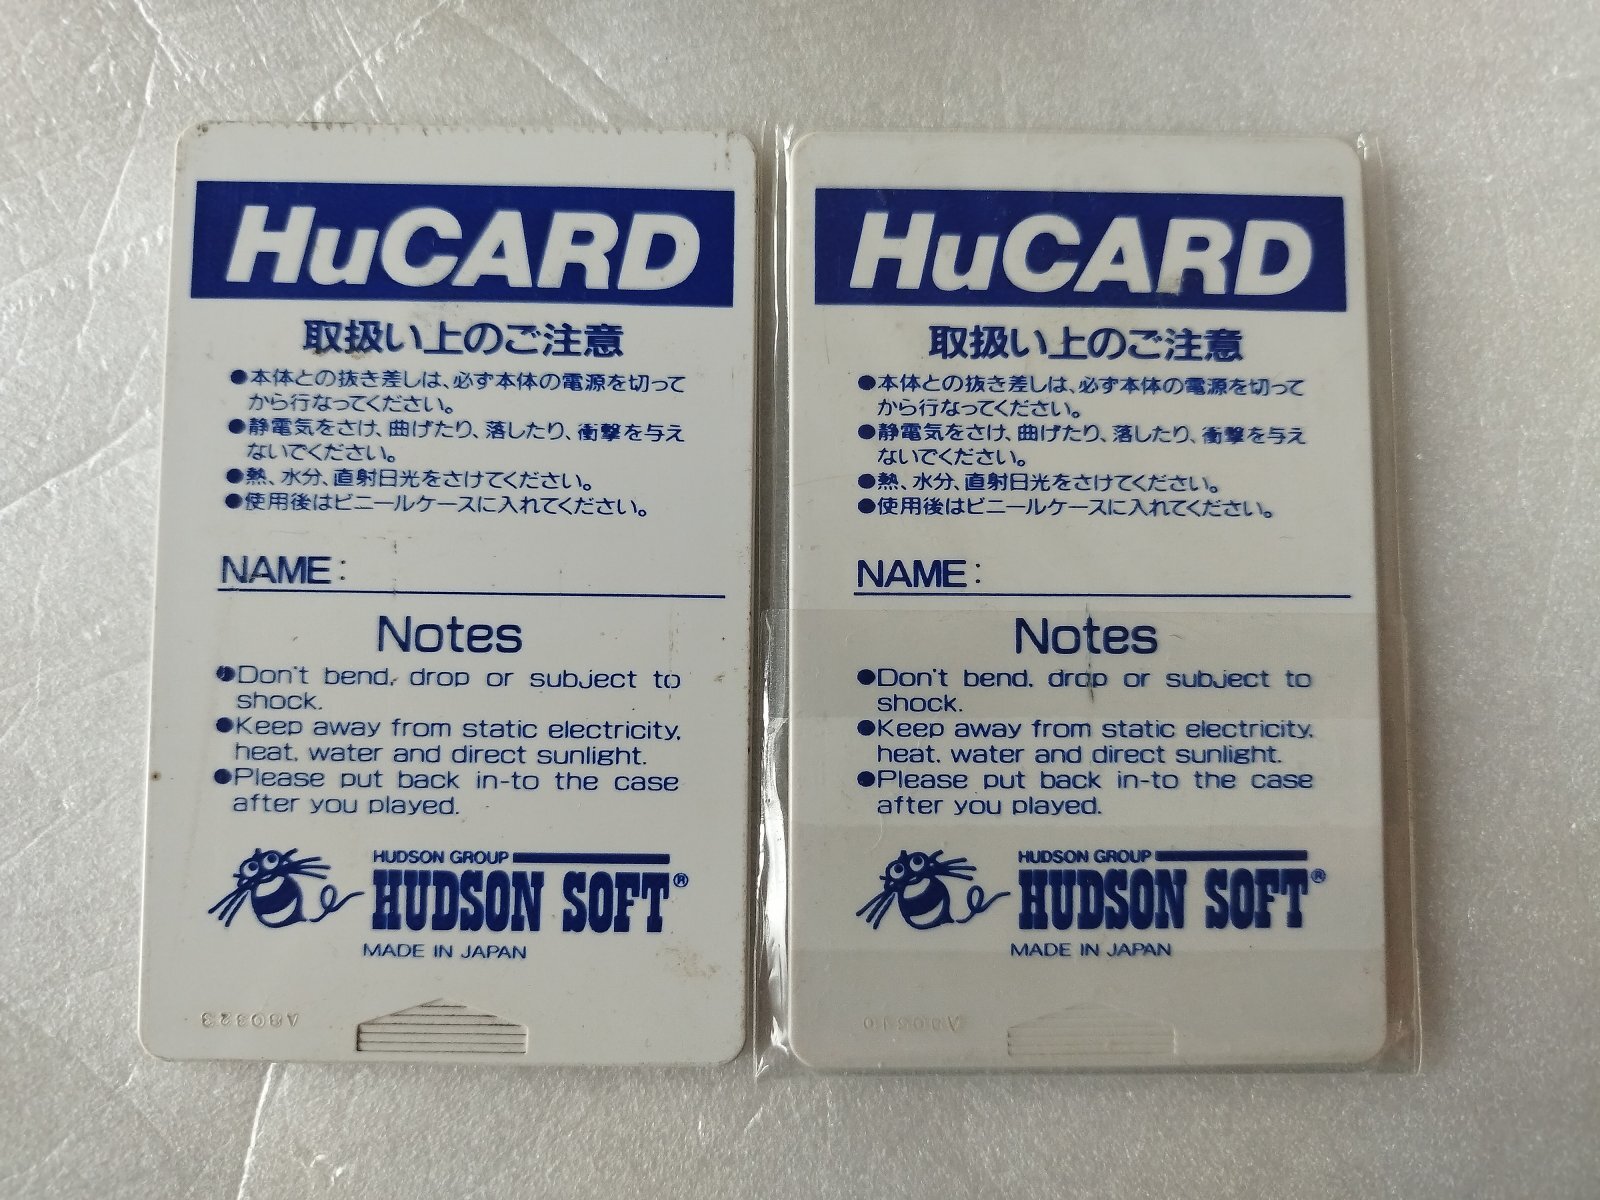 HuCARD
取扱い上のご注意
●本体との抜き差しは、必ず本体の電源を切って
から行なってください。
●静電気をさけ、曲げたり、落したり、衝撃を与え
ないでください。
●熱、水分、直射日光をさけてください。
●使用後はビニールケースに入れてください。
NAME:
Notes
●Don't bend, drop or subject to
shock.
●Keep away from static electricity,
heat, water and direct sunlight.
●Please put back in-to the case
after you played.
HUDSON GROUP
HUDSON SOFT®
MADE IN JAPAN
A80323
HuCARD
取扱い上のご注意
●本体との抜き差しは、必ず本体の電源を切って
から行なってください。
●静電気をさけ、曲げたり、落したり、衝撃を与え
ないでください。
●熱、水分、直射日光をさけてください。
●使用後はビニールケースに入れてください。
NAME:
Notes
●Don't bend, drop or subject to
shock.
●Keep away from static electricity,
heat, water and direct sunlight.
●Please put back in-to the case
after you played.
HUDSON GROUP
HUDSON SOFT®
MADE IN JAPAN